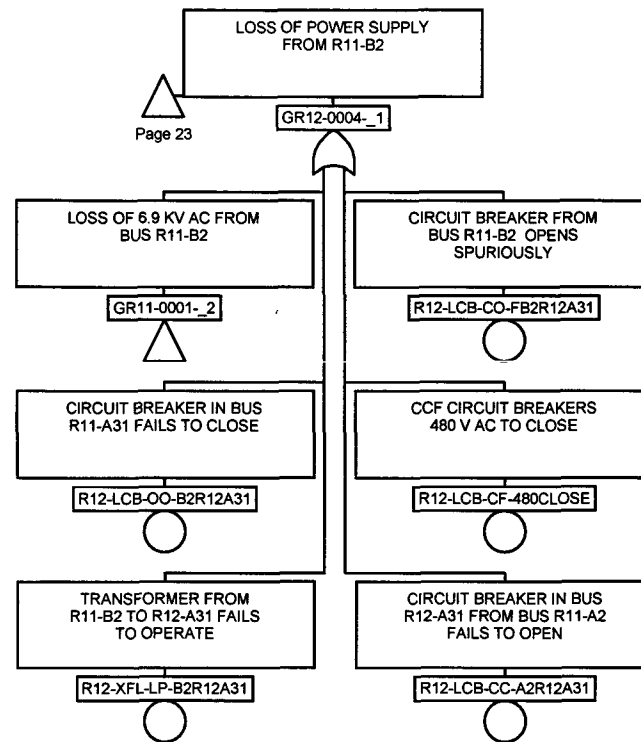 LOSS OF POWER SUPPLY
FROM R11-B2
Page 23
GR12-0004-_1
LOSS OF 6.9 KV AC FROM
BUS R11-B2
GR11-0001-_2
CIRCUIT BREAKER FROM
BUS R11-B2 OPENS
SPURIOUSLY
R12-LCB-CO-FB2R12A31
CIRCUIT BREAKER IN BUS
R11-A31 FAILS TO CLOSE
R12-LCB-OO-B2R12A31
CCF CIRCUIT BREAKERS
480 V AC TO CLOSE
R12-LCB-CF-480CLOSE
TRANSFORMER FROM
R11-B2 TO R12-A31 FAILS
TO OPERATE
R12-XFL-LP-B2R12A31
CIRCUIT BREAKER IN BUS
R12-A31 FROM BUS R11-A2
FAILS TO OPEN
R12-LCB-CC-A2R12A31